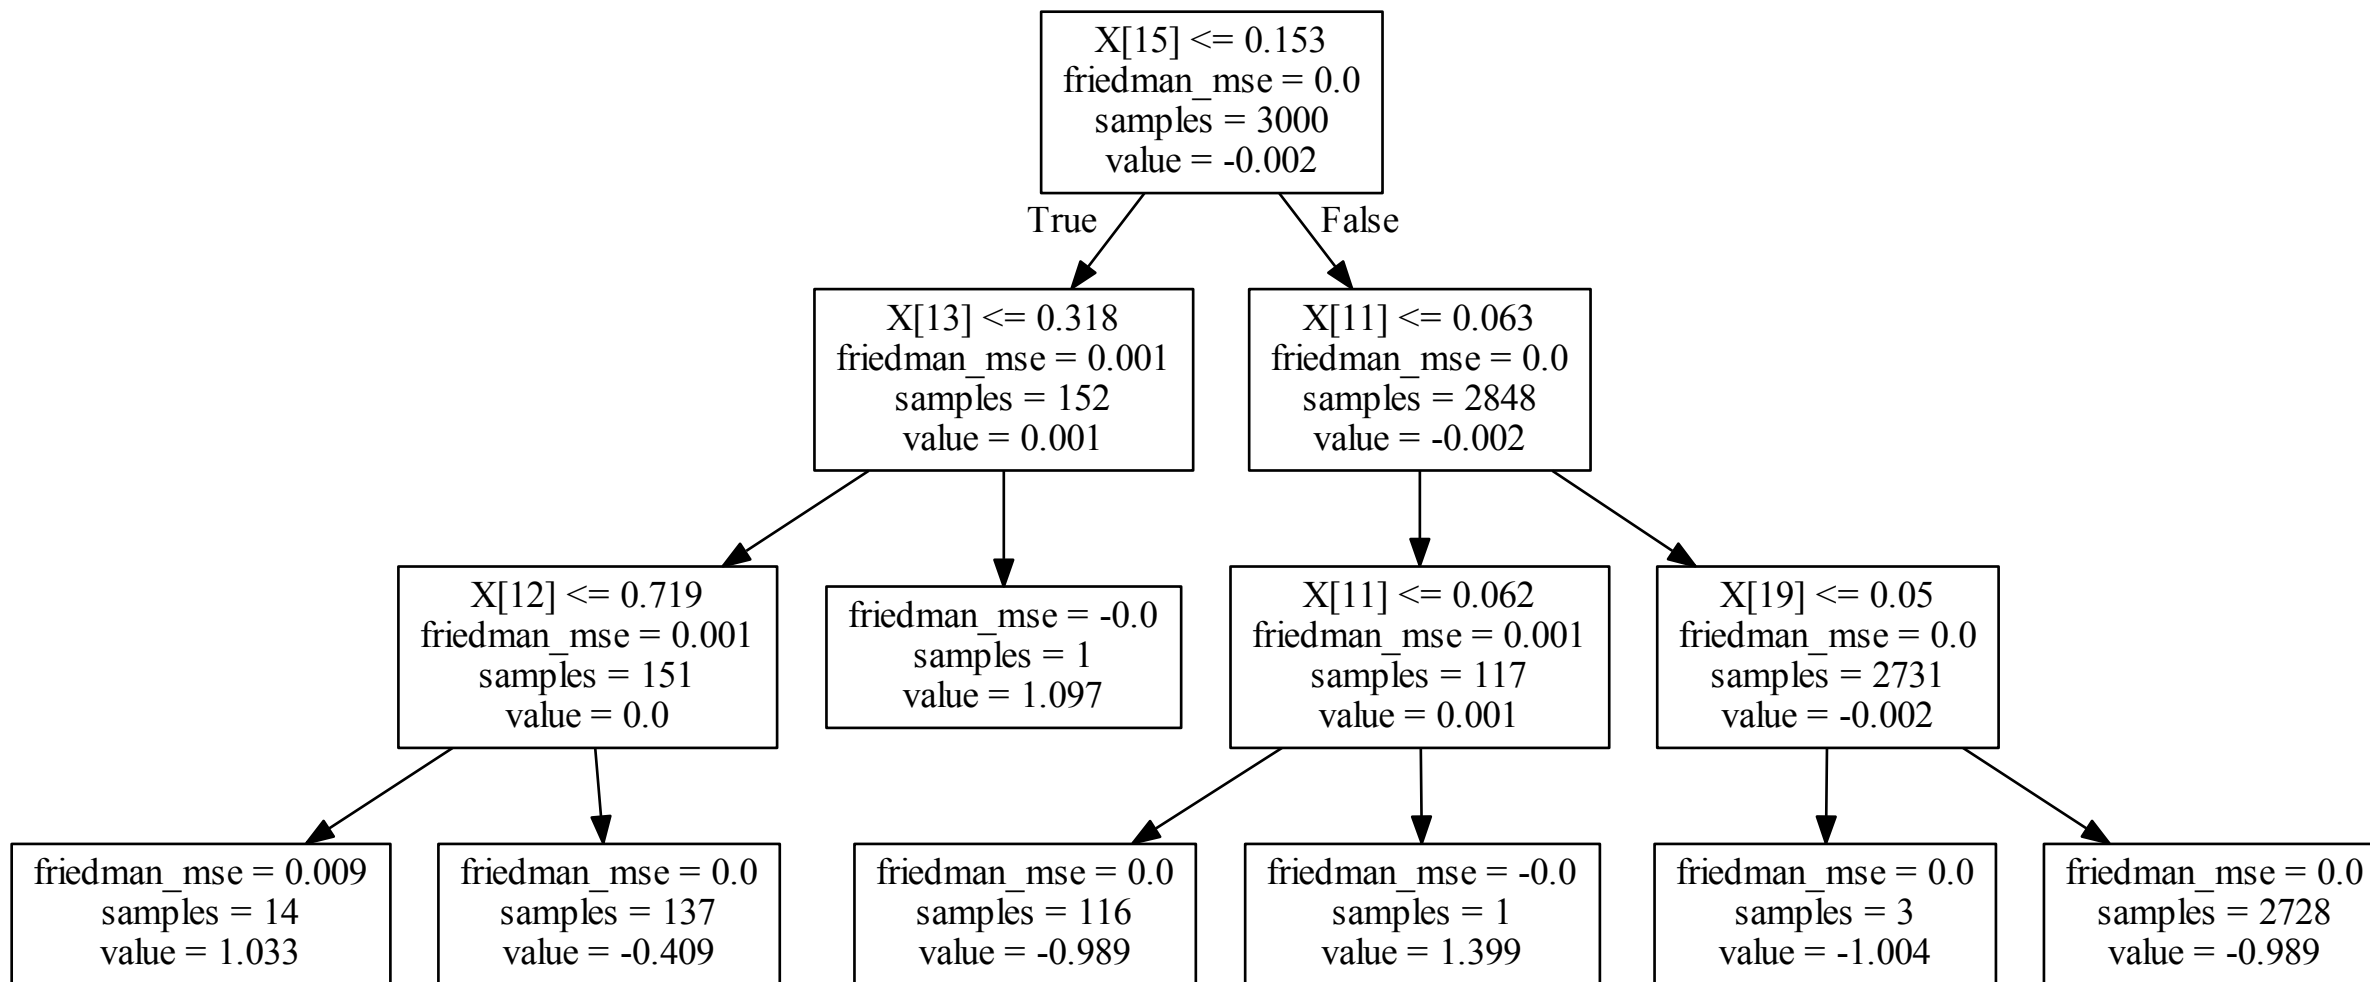 X[15] <= 0.153
friedman_mse = 0.0
samples = 3000
value = -0.002
True
False
X[13] <= 0.318
friedman_mse = 0.001
samples = 152
value = 0.001
X[11] <= 0.063
friedman_mse = 0.0
samples = 2848
value = -0.002
X[12] <= 0.719
friedman_mse = 0.001
samples = 151
value = 0.0
friedman_mse = -0.0
samples = 1
value = 1.097
X[11] <= 0.062
friedman_mse = 0.001
samples = 117
value = 0.001
X[19] <= 0.05
friedman_mse = 0.0
samples = 2731
value = -0.002
friedman_mse = 0.009
samples = 14
value = 1.033
friedman_mse = 0.0
samples = 137
value = -0.409
friedman_mse = 0.0
samples = 116
value = -0.989
friedman_mse = -0.0
samples = 1
value = 1.399
friedman_mse = 0.0
samples = 3
value = -1.004
friedman_mse = 0.0
samples = 2728
value = -0.989